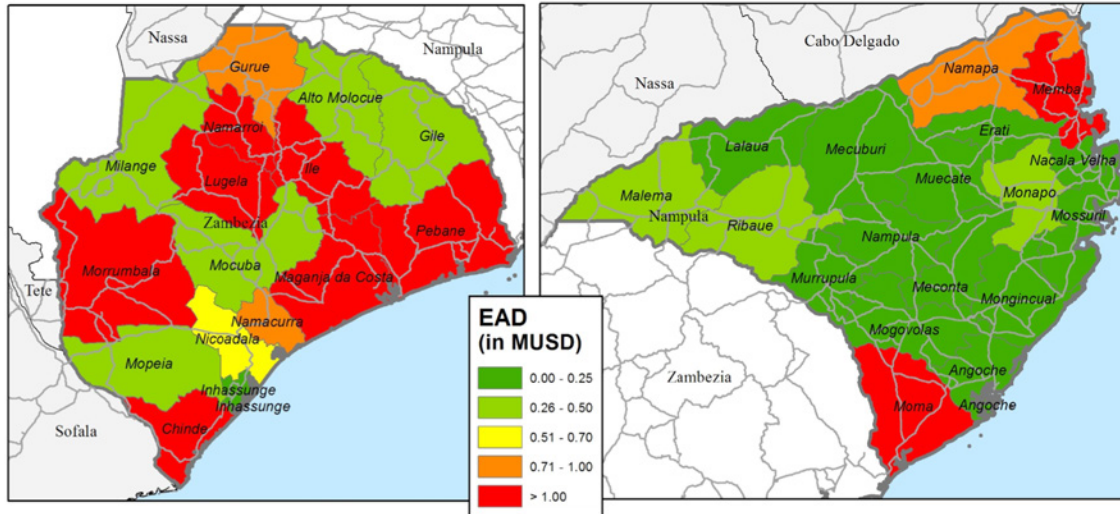 Nassa
Nampula
Gurue
Alto Molocue
Namarroi
Gile
Milange
Ile
Lugela
Zambezia
Pebane
Morrumbala
Mocuba
Maganja da Costa
Tete
Namacurra
Nicoadala
Mopeia
Inhassunge
Inhassunge
Chinde
Sofala
EAD
(in MUSD)
0.00 - 0.25
0.26 - 0.50
0.51 - 0.70
0.71 - 1.00
> 1.00
Cabo Delgado
Nassa
Namapa
Memba
Erati
Lalaua
Mecuburi
Nacala Velha
Muecate
Malema
Monapo
Nampula
Ribaue
Mossuril
Nampula
Murrupula
Meconta
Mongincual
Mogovolas
Angoche
Zambezia
Moma
Angoche